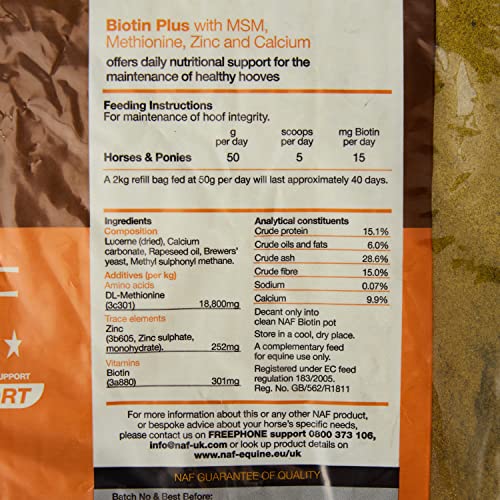 Biotin Plus with MSM,
Methionine, Zinc and Calcium
offers daily nutritional support for the
maintenance of healthy hooves
Feeding Instructions
For maintenance of hoof integrity.
g per day scoops per day mg Biotin per day
Horses & Ponies 50 5 15
A 2kg refill bag fed at 50g per day will last approximately 40 days.
Ingredients
Composition
Lucerne (dried), Calcium
carbonate, Rapeseed oil, Brewers'
yeast, Methyl sulphonyl methane.
Additives (per kg)
Amino acids
DL-Methionine
(3c301) 18,800mg
Trace elements
Zinc
(3b605, Zinc sulphate,
monohydrate). 252mg
Vitamins
Biotin
(3a880) 301mg
Analytical constituents
Crude protein 15.1%
Crude oils and fats 6.0%
Crude ash 28.6%
Crude fibre 15.0%
Sodium 0.07%
Calcium 9.9%
Decant only into
clean NAF Biotin pot
Store in a cool, dry place.
A complementary feed
for equine use only.
Registered under EC feed
regulation 183/2005.
Reg. No. GB/562/R1811
SUPPORT
ORT
For more information about this or any other NAF product,
or bespoke advice about your horse's specific needs,
please contact us on FREEPHONE support 0800 373 106,
info@naf-uk.com or look up product details on
www.naf-equine.eu/uk
NAF GUARANTEE OF QUALITY
Batch No & Best Before: